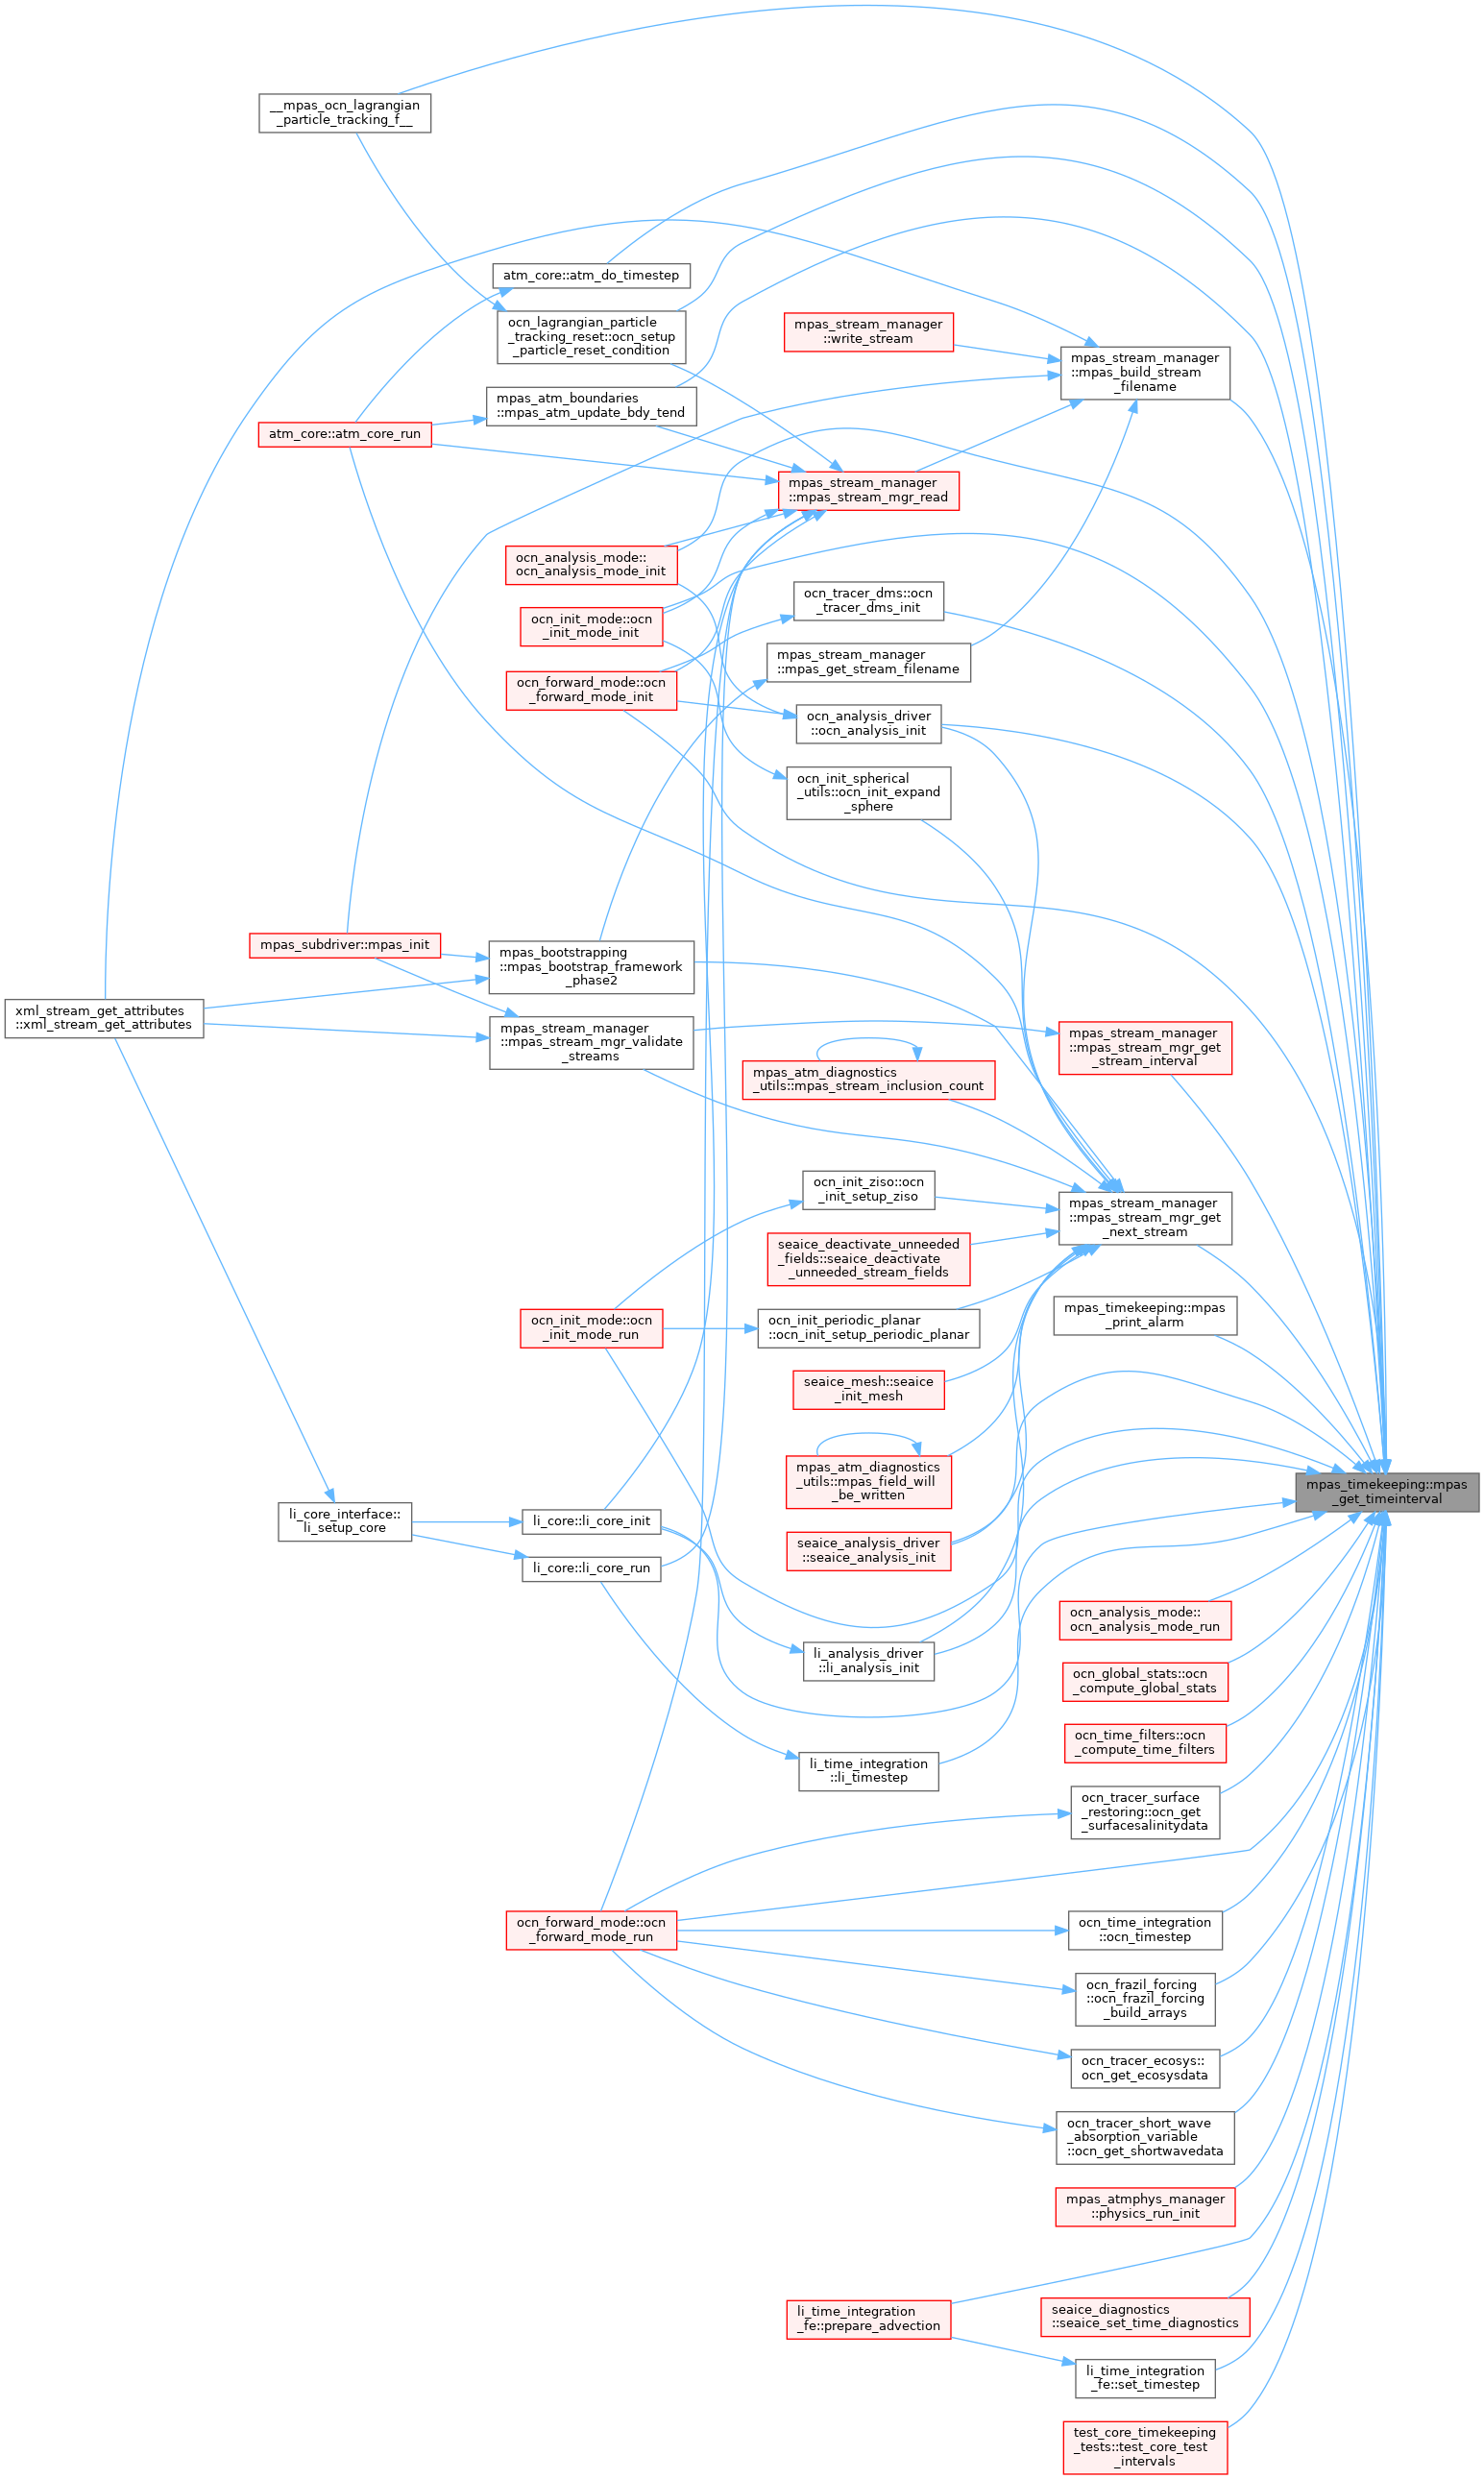 __mpas_ocn_lagrangian
_particle_tracking_f__
atm_core::atm_do_timestep
ocn_lagrangian_particle
_tracking_reset::ocn_setup
_particle_reset_condition
mpas_stream_manager
::write_stream
mpas_stream_manager
::mpas_build_stream
_filename
mpas_atm_boundaries
::mpas_atm_update_bdy_tend
atm_core::atm_core_run
mpas_stream_manager
::mpas_stream_mgr_read
ocn_analysis_mode::
ocn_analysis_mode_init
ocn_tracer_dms::ocn
_tracer_dms_init
ocn_init_mode::ocn
_init_mode_init
mpas_stream_manager
::mpas_get_stream_filename
ocn_forward_mode::ocn
_forward_mode_init
ocn_analysis_driver
::ocn_analysis_init
ocn_init_spherical
_utils::ocn_init_expand
_sphere
mpas_subdriver::mpas_init
mpas_bootstrapping
::mpas_bootstrap_framework
_phase2
xml_stream_get_attributes
::xml_stream_get_attributes
mpas_stream_manager
::mpas_stream_mgr_validate
_streams
mpas_stream_manager
::mpas_stream_mgr_get
_stream_interval
mpas_atm_diagnostics
_utils::mpas_stream_inclusion_count
ocn_init_ziso::ocn
_init_setup_ziso
mpas_stream_manager
::mpas_stream_mgr_get
_next_stream
seaice_deactivate_unneeded
_fields::seaice_deactivate
_unneeded_stream_fields
mpas_timekeeping::mpas
_print_alarm
ocn_init_mode::ocn
_init_mode_run
ocn_init_periodic_planar
::ocn_init_setup_periodic_planar
seaice_mesh::seaice
_init_mesh
mpas_atm_diagnostics
_utils::mpas_field_will
_be_written
mpas_timekeeping::mpas
_get_timeinterval
li_core_interface::
li_setup_core
li_core::li_core_init
seaice_analysis_driver
::seaice_analysis_init
li_core::li_core_run
ocn_analysis_mode::
ocn_analysis_mode_run
li_analysis_driver
::li_analysis_init
ocn_global_stats::ocn
_compute_global_stats
ocn_time_filters::ocn
_compute_time_filters
li_time_integration
::li_timestep
ocn_tracer_surface
_restoring::ocn_get
_surfacesalinitydata
ocn_forward_mode::ocn
_forward_mode_run
ocn_time_integration
::ocn_timestep
ocn_frazil_forcing
::ocn_frazil_forcing
_build_arrays
ocn_tracer_ecosys::
ocn_get_ecosysdata
ocn_tracer_short_wave
_absorption_variable
::ocn_get_shortwavedata
mpas_atmphys_manager
::physics_run_init
li_time_integration
_fe::prepare_advection
seaice_diagnostics
::seaice_set_time_diagnostics
li_time_integration
_fe::set_timestep
test_core_timekeeping
_tests::test_core_test
_intervals